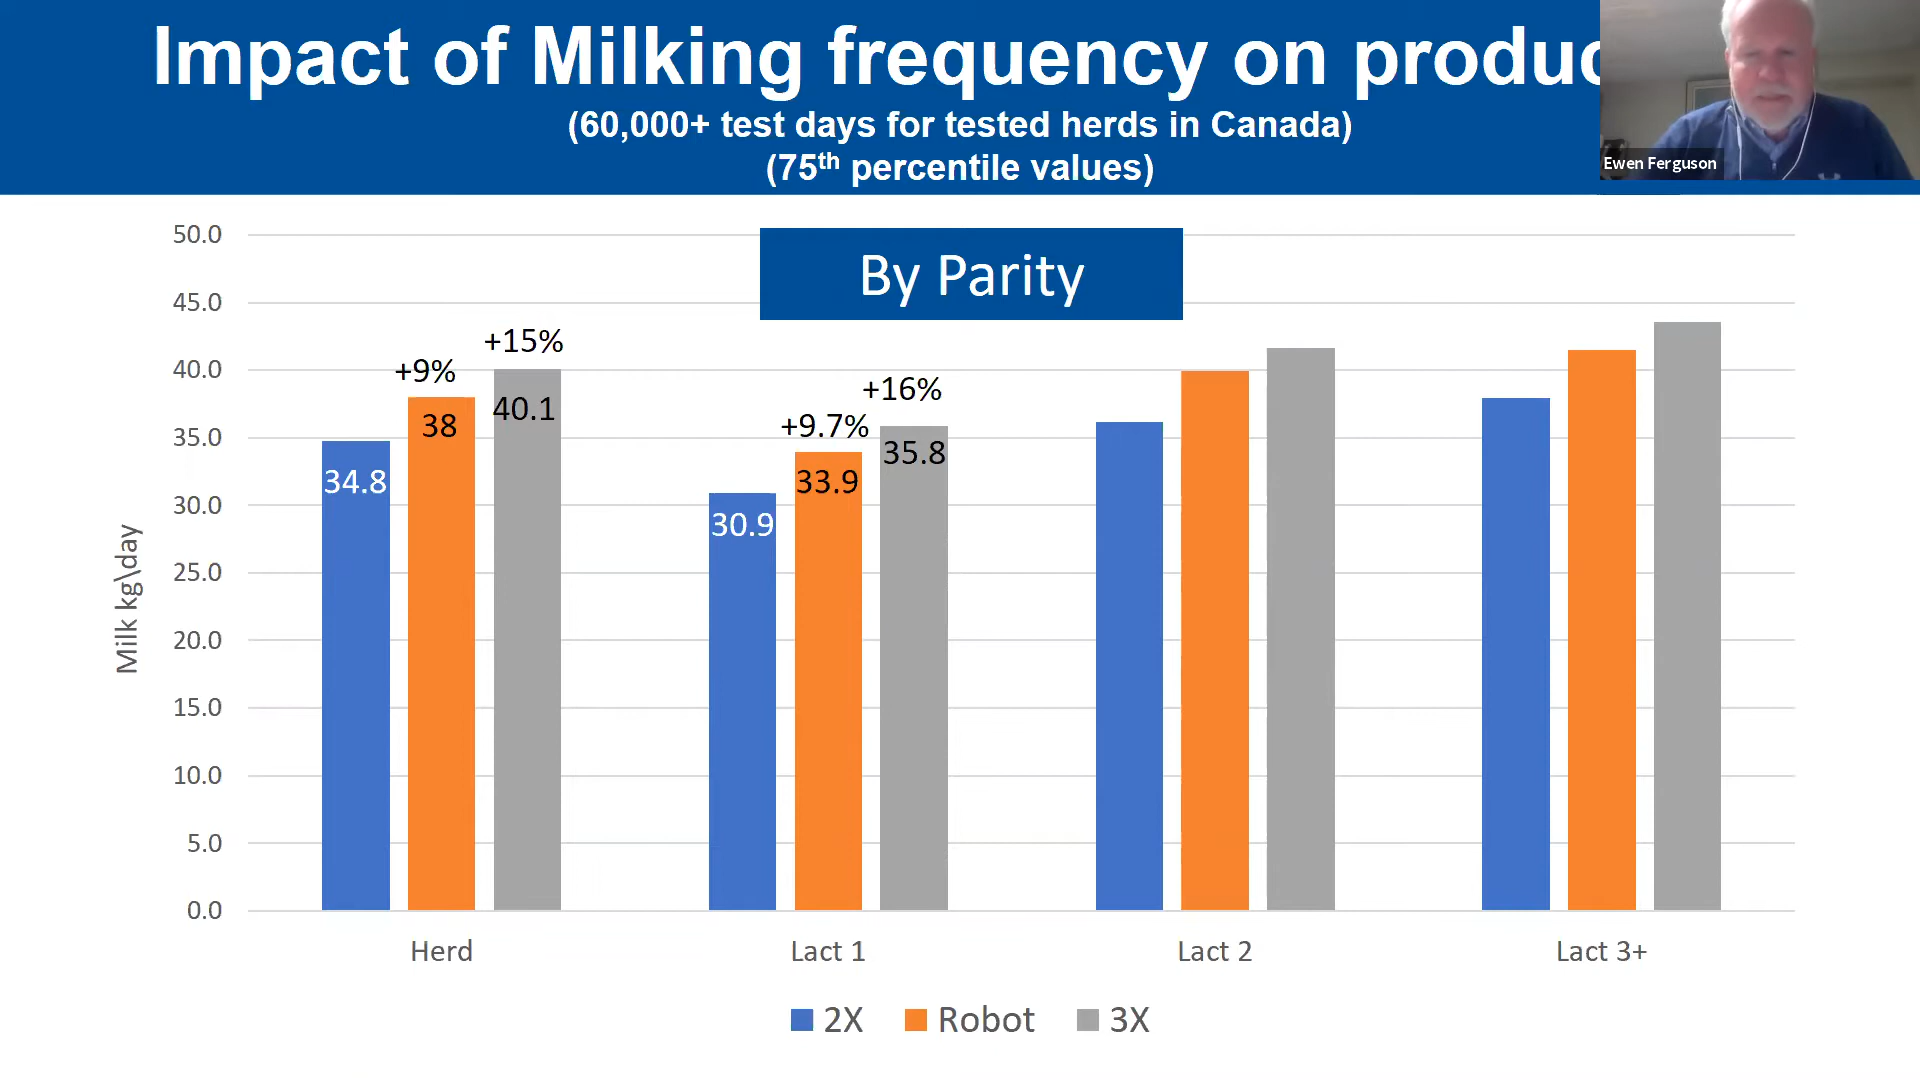 Impact of Milking frequency on produc
(60,000+ test days for tested herds in Canada)
(75th percentile values)
Ewen Ferguson
By Parity
50.0
45.0
40.0
35.0
30.0
25.0
20.0
15.0
10.0
5.0
0.0
Milk kg\day
+9%
+15%
34.8
38
40.1
+9.7%
+16%
30.9
33.9
35.8
Herd
Lact 1
Lact 2
Lact 3+
2X
Robot
3X